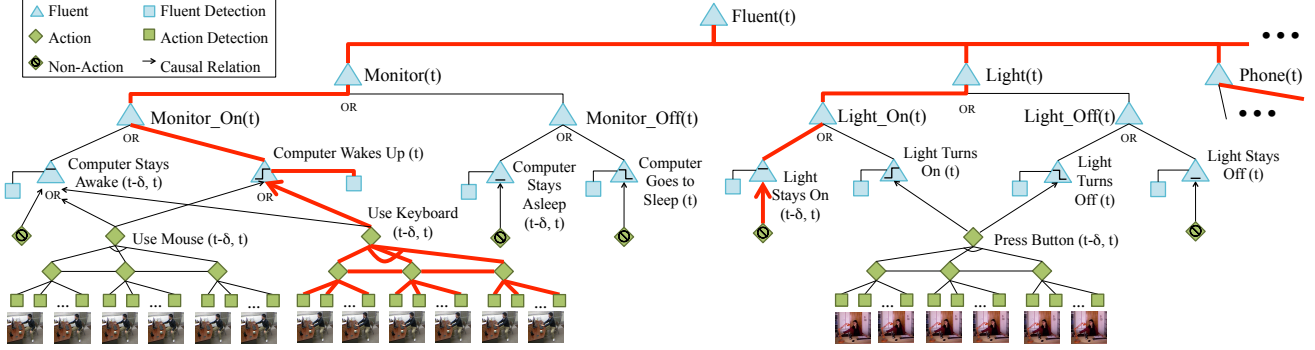 Fluent
Fluent Detection
Action
Action Detection
Non-Action
Causal Relation
Fluent(t)
Monitor(t)
Light(t)
Phone(t)
OR
OR
Monitor_On(t)
Monitor_Off(t)
Light_On(t)
Light_Off(t)
OR
OR
OR
OR
Computer Stays
Awake (t-δ, t)
OR
Computer Wakes Up (t)
OR
Computer
Stays
Asleep
(t-δ, t)
Computer
Goes to
Sleep (t)
Light
Stays On
(t-δ, t)
Light Turns
On (t)
Light
Turns
Off (t)
Light Stays
Off (t)
Use Mouse (t-δ, t)
Use Keyboard
(t-δ, t)
Press Button (t-δ, t)